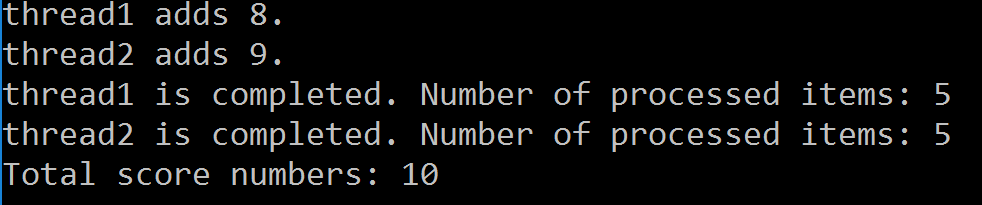 thread1 adds 8.
thread2 adds 9.
thread1 is completed. Number of processed items: 5
thread2 is completed. Number of processed items: 5
Total score numbers: 10